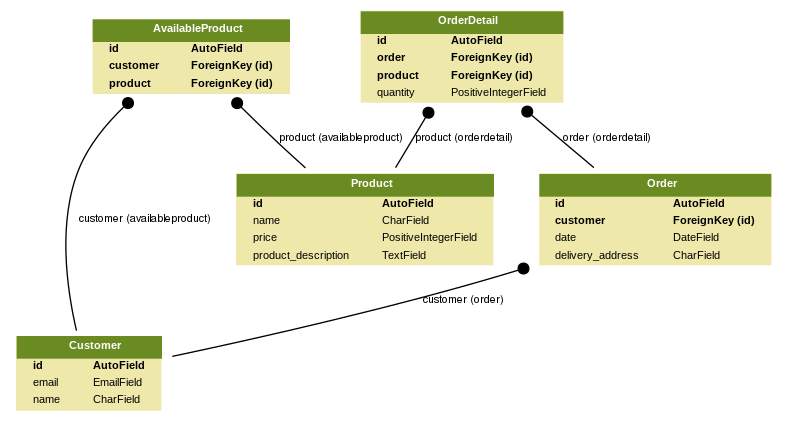 AvailableProduct
id AutoField
customer ForeignKey (id)
product ForeignKey (id)
OrderDetail
id AutoField
order ForeignKey (id)
product ForeignKey (id)
quantity PositiveIntegerField
product (availableproduct)
product (orderdetail)
order (orderdetail)
Product
id AutoField
name CharField
price PositiveIntegerField
product_description TextField
Order
id AutoField
customer ForeignKey (id)
date DateField
delivery_address CharField
customer (availableproduct)
customer (order)
Customer
id AutoField
email EmailField
name CharField